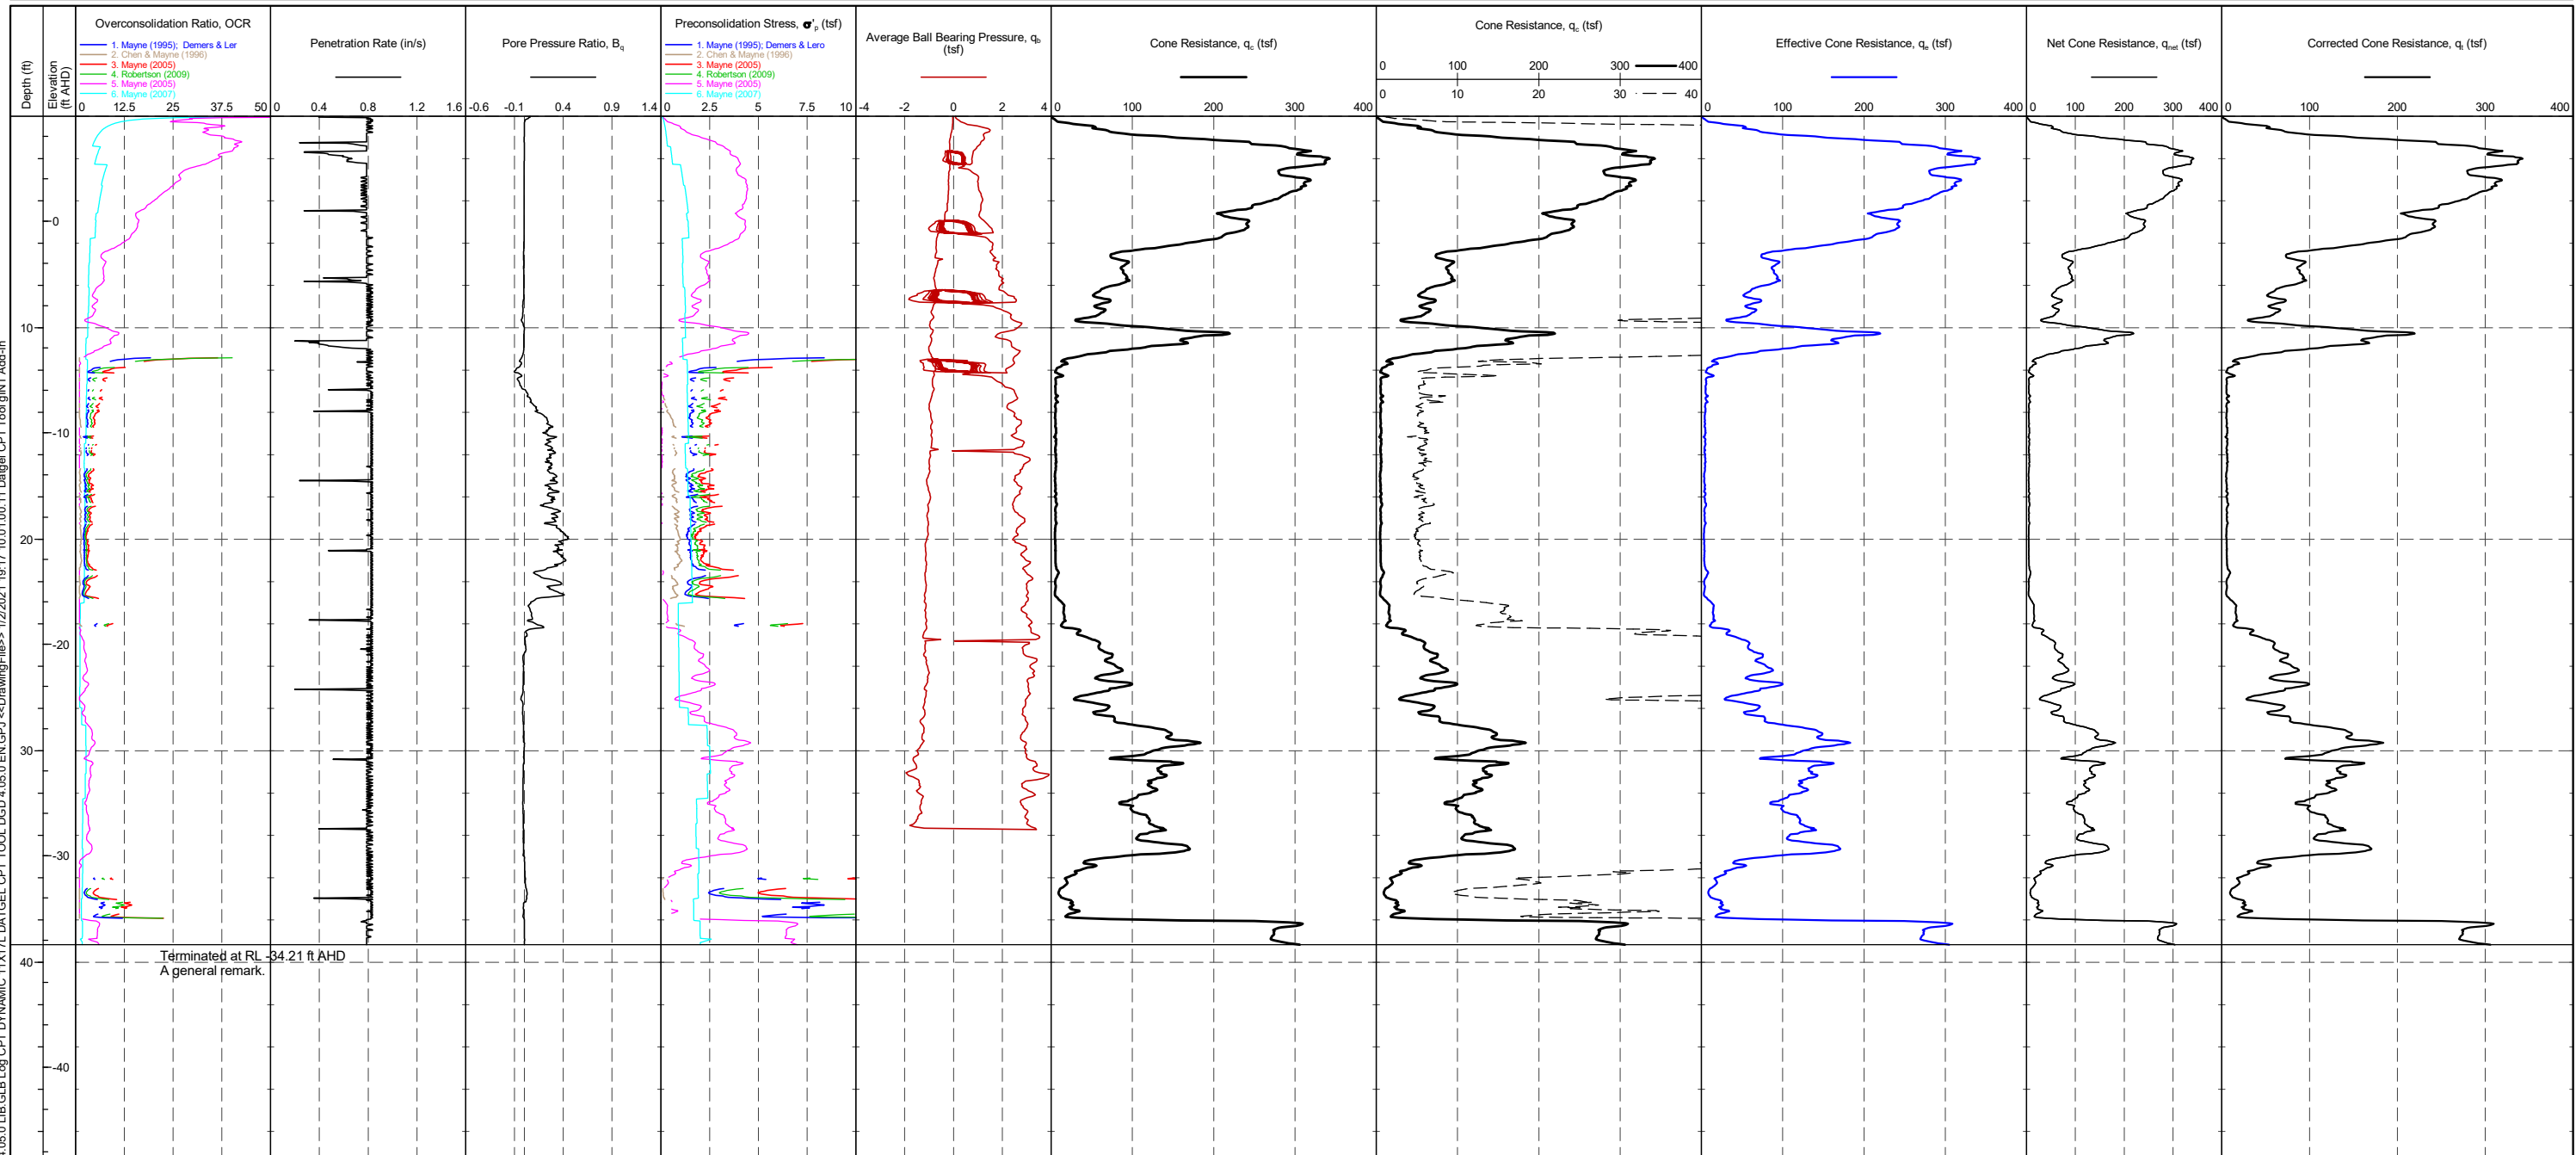 Depth (ft)
Elevation
(ft AHD)
Overconsolidation Ratio, OCR
1. Mayne (1995); Demers & Ler
2. Chen & Mayne (1996)
3. Mayne (2005)
4. Robertson (2009)
5. Mayne (2005)
6. Mayne (2007)
0 12.5 25 37.5 50
Penetration Rate (in/s)
0 0.4 0.8 1.2 1.6
Pore Pressure Ratio, Bq
-0.6 -0.1 0.4 0.9 1.4
Preconsolidation Stress, σ'p (tsf)
1. Mayne (1995); Demers & Lero
2. Chen & Mayne (1996)
3. Mayne (2005)
4. Robertson (2009)
5. Mayne (2005)
6. Mayne (2007)
0 2.5 5 7.5 10
Average Ball Bearing Pressure, qb
(tsf)
-4 -2 0 2 4
Cone Resistance, qc (tsf)
0 100 200 300 400
Cone Resistance, qc (tsf)
0 100 200 300 400
0 10 20 30 40
Effective Cone Resistance, qe (tsf)
0 100 200 300 400
Net Cone Resistance, qnet (tsf)
0 100 200 300 400
Corrected Cone Resistance, qt (tsf)
0 100 200 300 400
0
10
-10
20
-20
30
-30
40
-40
Terminated at RL -34.21 ft AHD
A general remark.